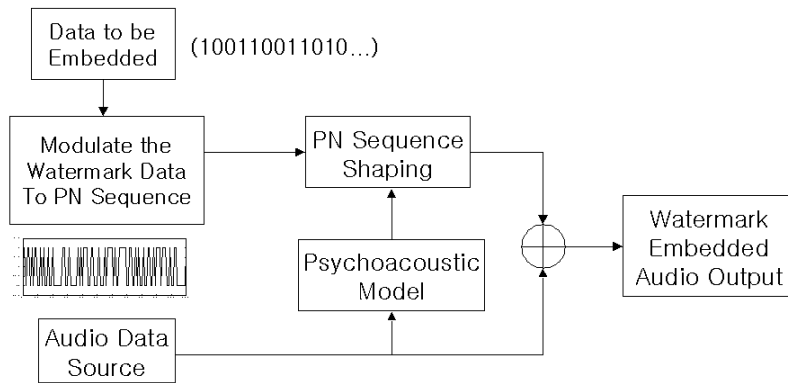 Data to be
Embedded
(100110011010...)
Modulate the
Watermark Data
To PN Sequence
PN Sequence
Shaping
Psychoacoustic
Model
Watermark
Embedded
Audio Output
Audio Data
Source